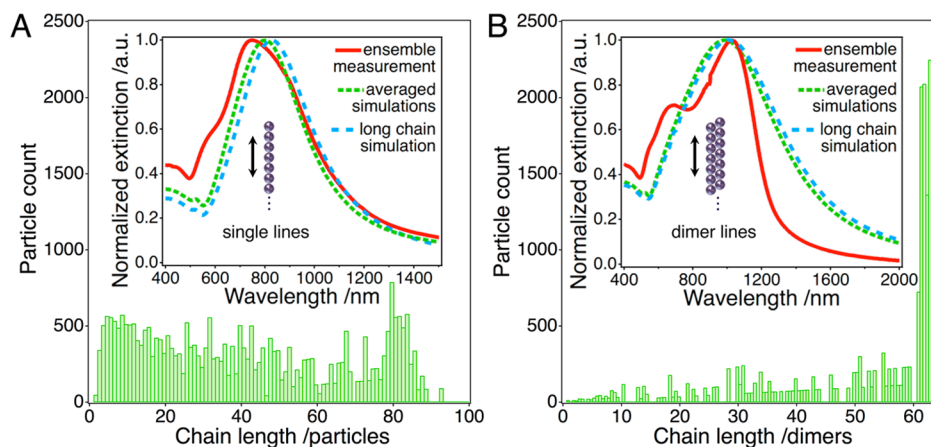 A
2500
2000
1500
1000
500
0
Particle count
0
20
40
60
80
100
Chain length /particles
Normalized extinction /a.u.
1.0
0.8
0.6
0.4
0.2
0.0
400
600
800
1000
1200
1400
Wavelength /nm
ensemble
measurement
averaged
simulations
long chain
simulation
single lines
B
2500
2000
1500
1000
500
0
Particle count
0
10
20
30
40
50
60
Chain length /dimers
Normalized extinction /a.u.
1.0
0.8
0.6
0.4
0.2
0.0
400
800
1200
1600
2000
Wavelength /nm
ensemble
measurement
averaged
simulations
long chain
simulation
dimer lines